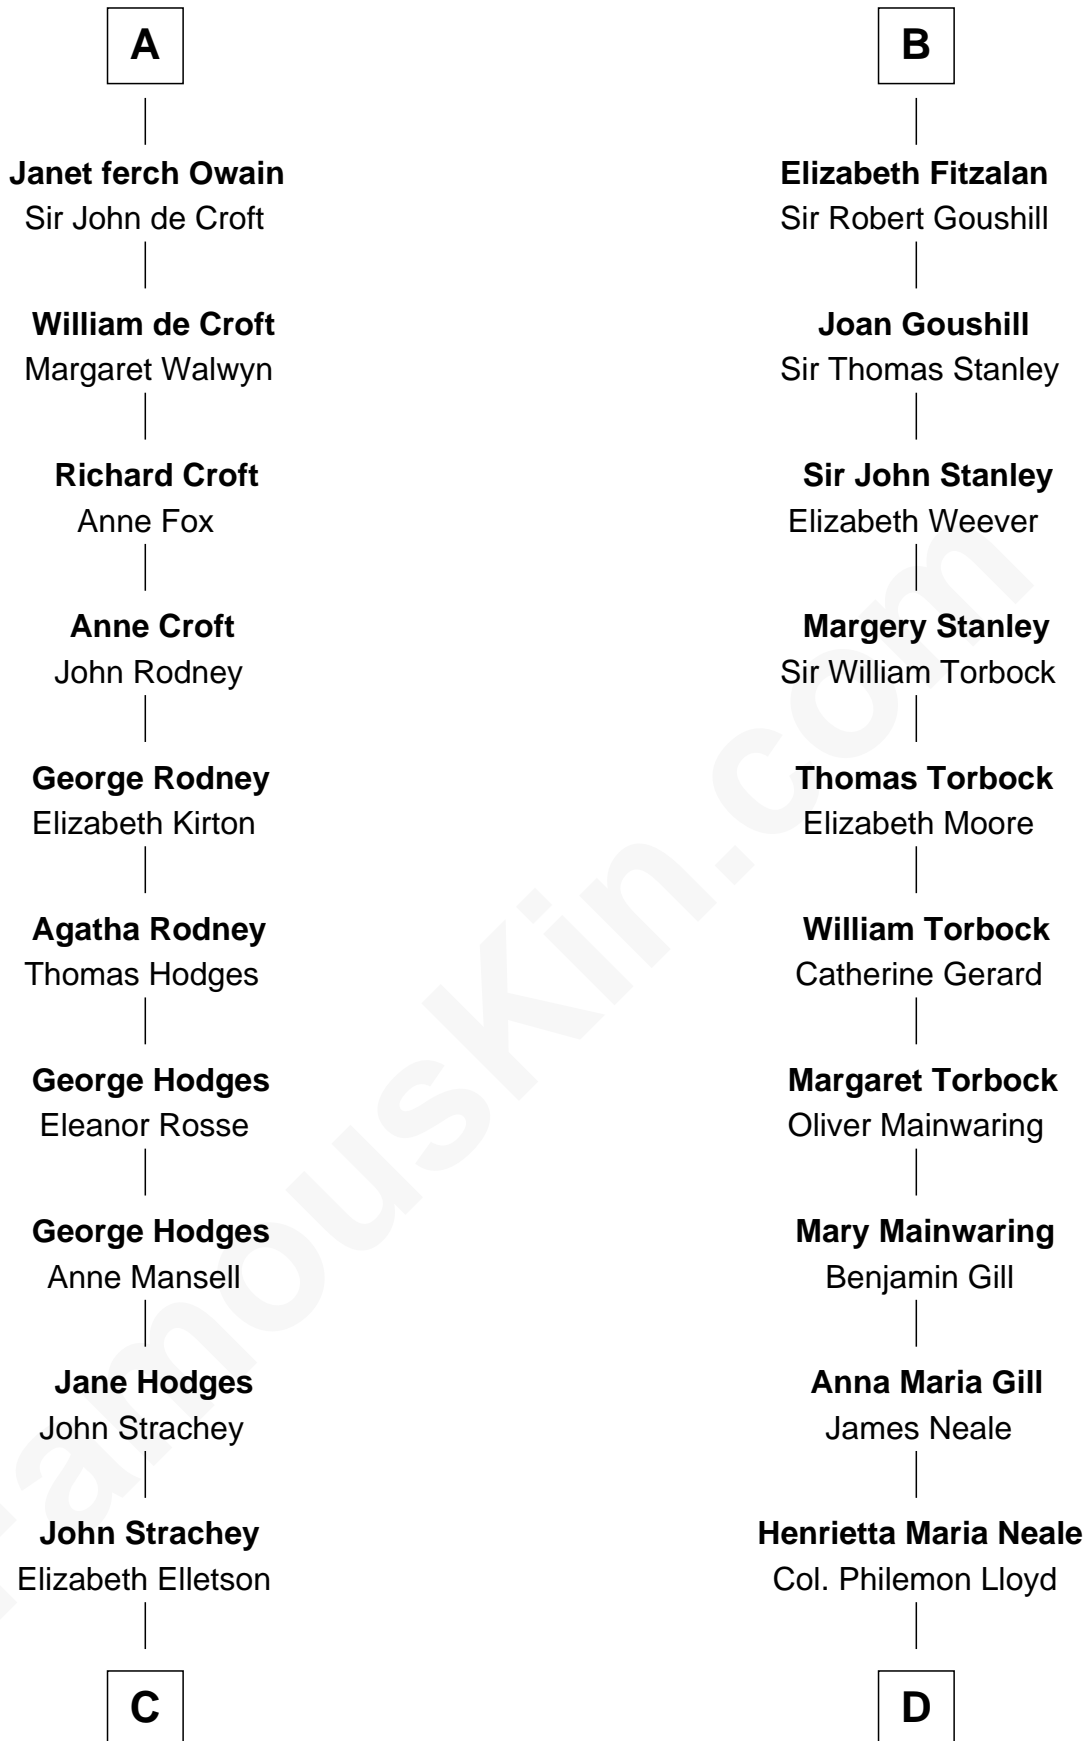 A
Janet ferch Owain
Sir John de Croft
William de Croft
Margaret Walwyn
Richard Croft
Anne Fox
Anne Croft
John Rodney
George Rodney
Elizabeth Kirton
Agatha Rodney
Thomas Hodges
George Hodges
Eleanor Rosse
George Hodges
Anne Mansell
Jane Hodges
John Strachey
John Strachey
Elizabeth Elletson
C
B
Elizabeth Fitzalan
Sir Robert Goushill
Joan Goushill
Sir Thomas Stanley
Sir John Stanley
Elizabeth Weever
Margery Stanley
Sir William Torbock
Thomas Torbock
Elizabeth Moore
William Torbock
Catherine Gerard
Margaret Torbock
Oliver Mainwaring
Mary Mainwaring
Benjamin Gill
Anna Maria Gill
James Neale
Henrietta Maria Neale
Col. Philemon Lloyd
D
FamousKin.com